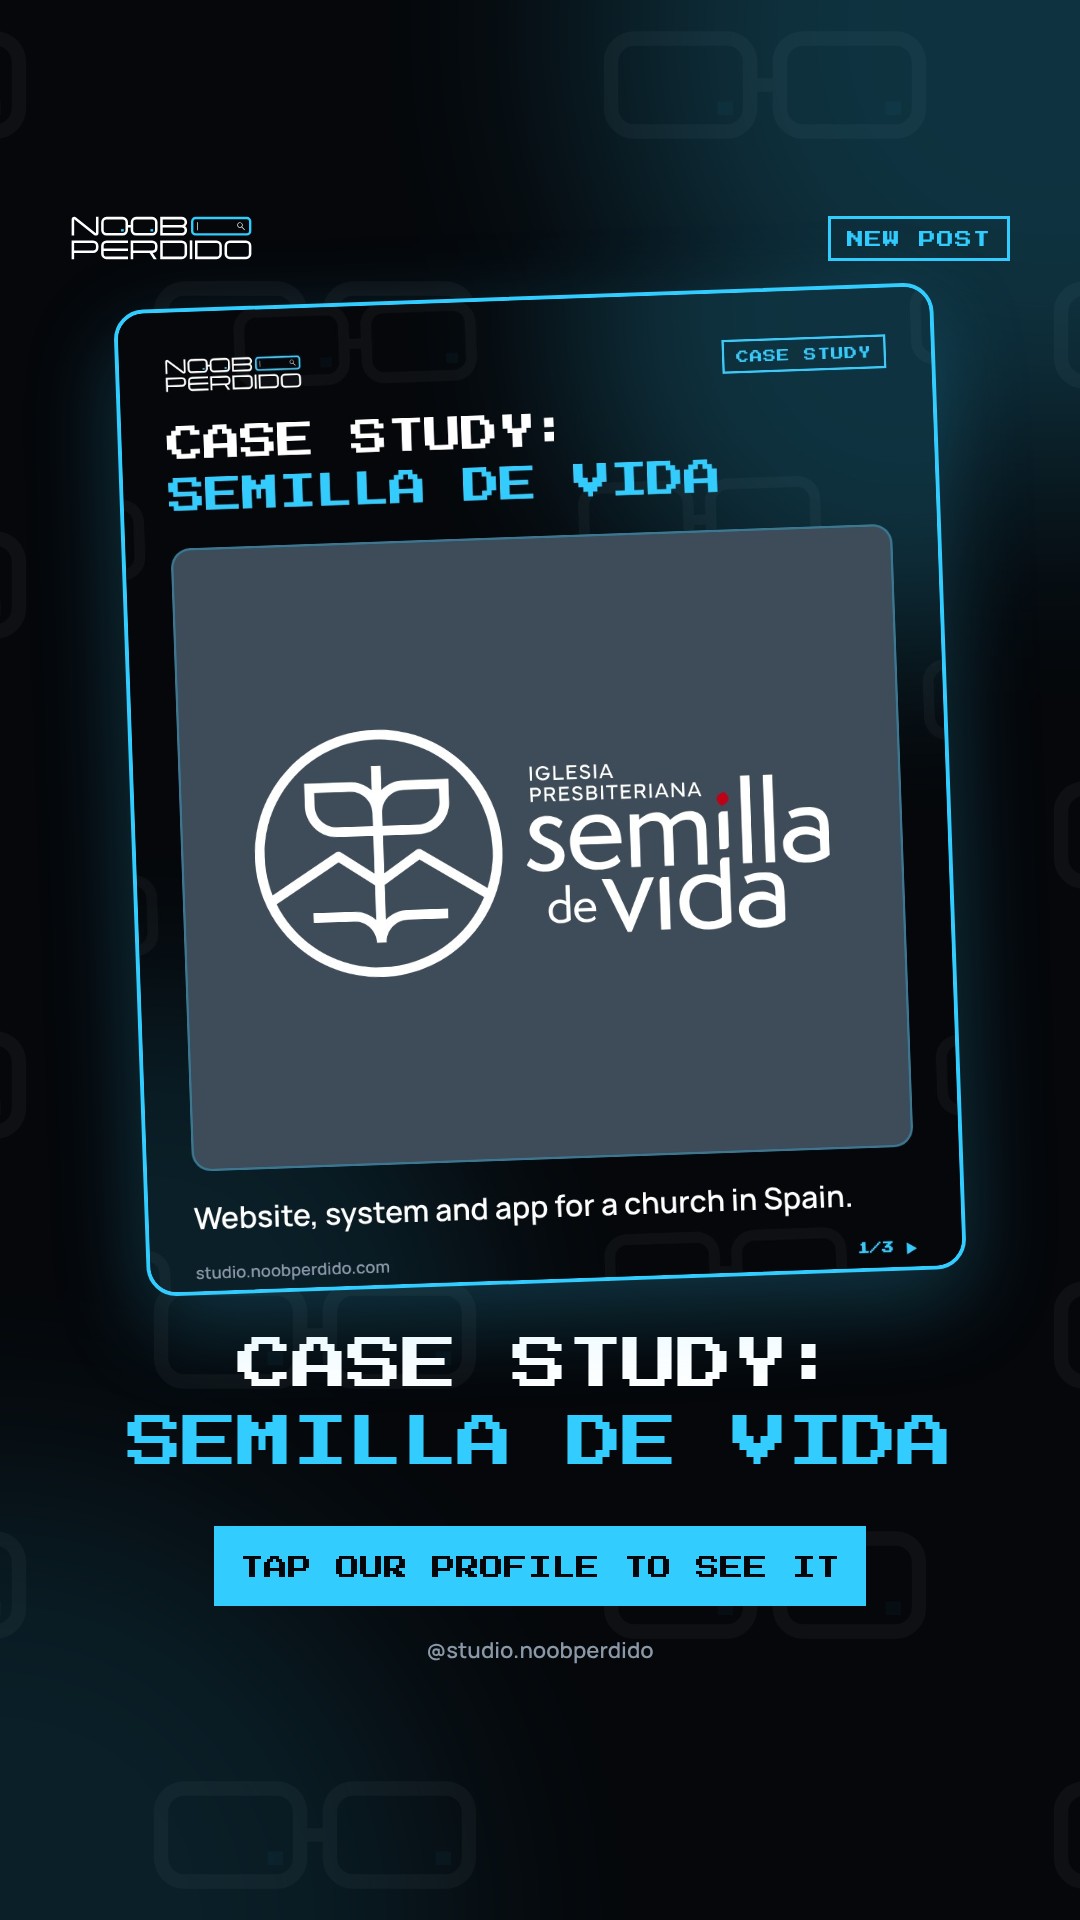 NOOB
PERDIDO
NEW POST
NOOB
PERDIDO
CASE STUDY
CASE STUDY:
SEMILLA DE VIDA
IGLESIA
PRESBITERIANA
semilla
de vida
Website, system and app for a church in Spain.
1/3
studio.noobperdido.com
CASE STUDY:
SEMILLA DE VIDA
TAP OUR PROFILE TO SEE IT
@studio.noobperdido